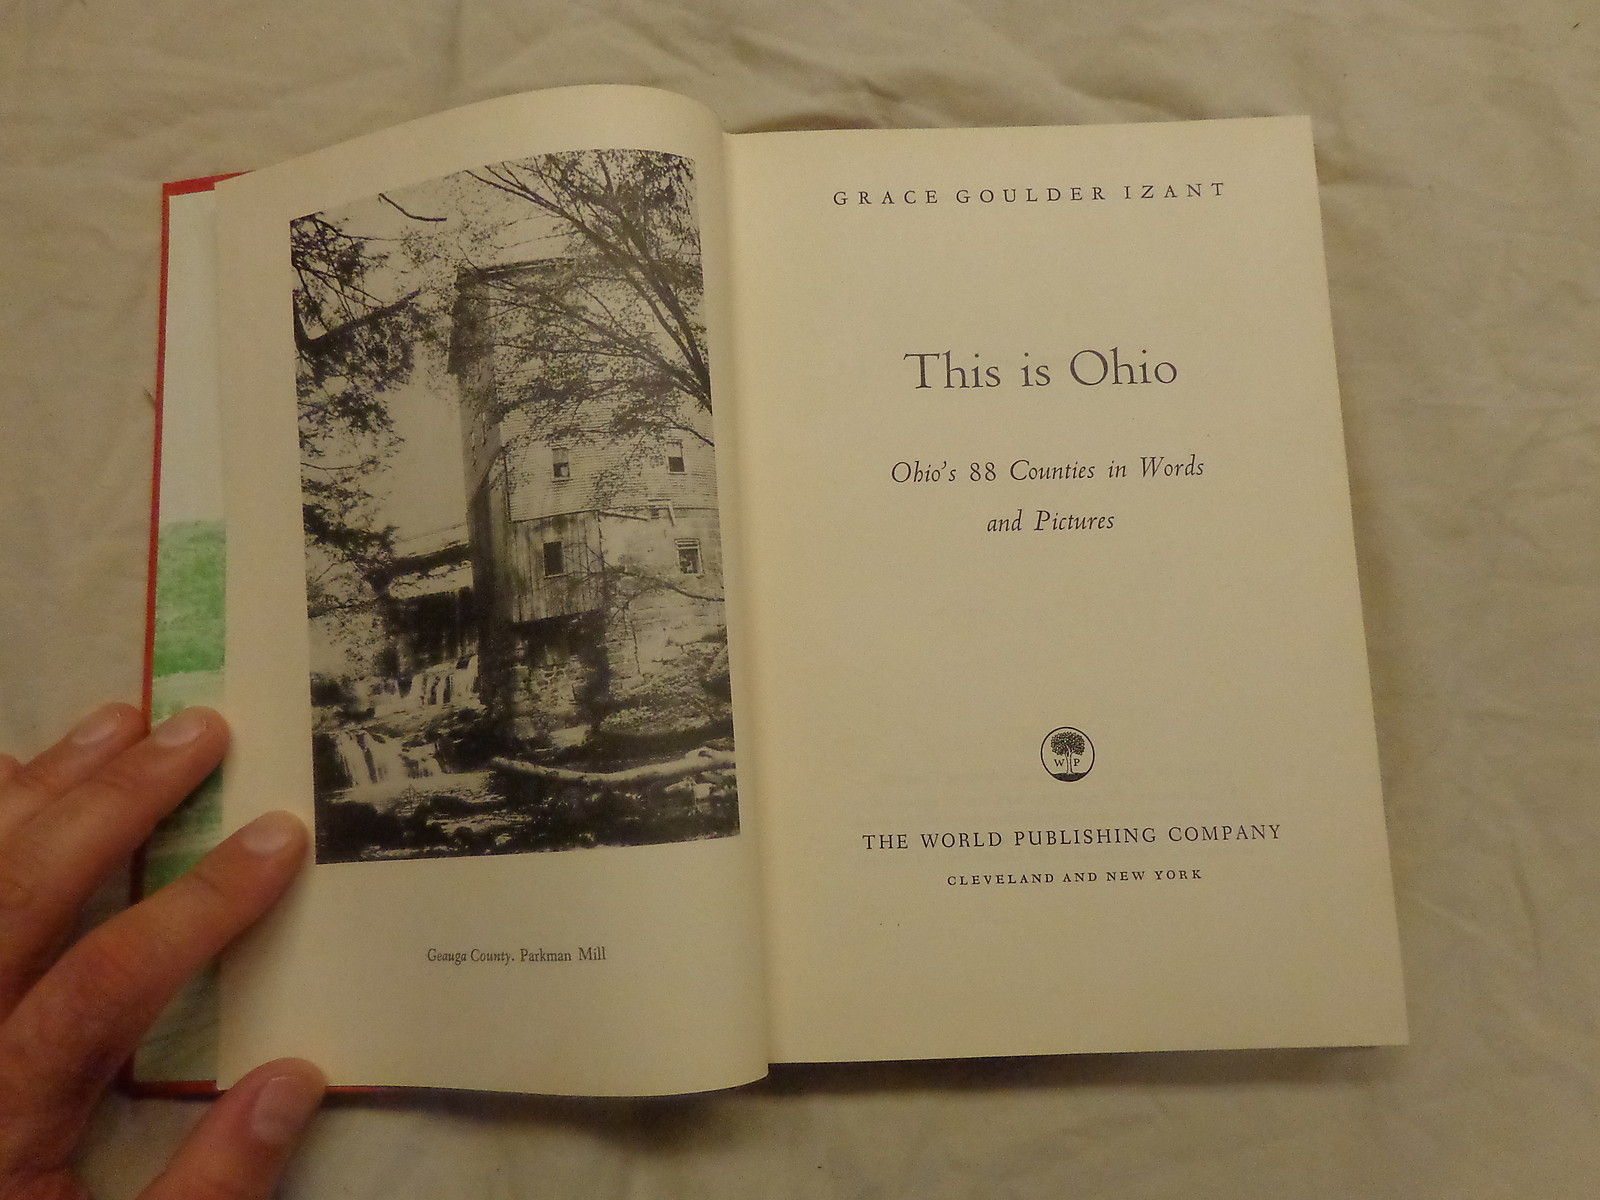 Geauga County. Parkman Mill
GRACE GOULDER IZANT
This is Ohio
Ohio's 88 Counties in Words
and Pictures
W P
THE WORLD PUBLISHING COMPANY
CLEVELAND AND NEW YORK